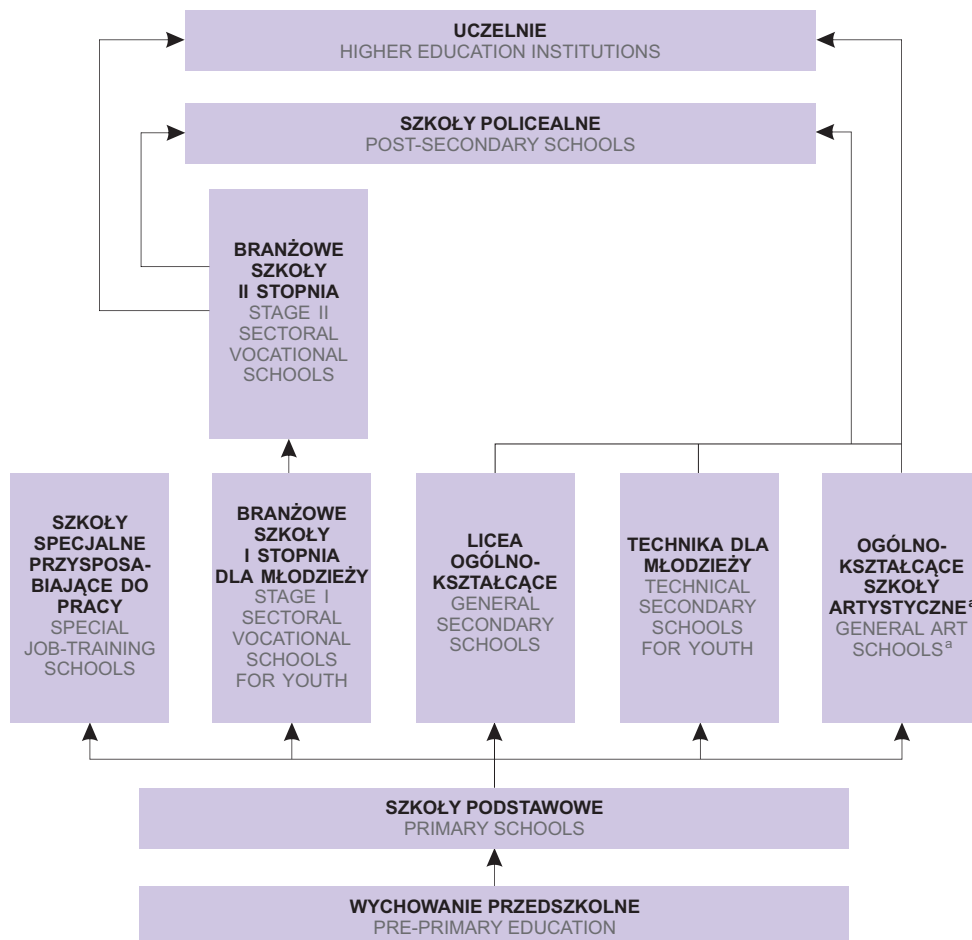 UCZELNIE
HIGHER EDUCATION INSTITUTIONS
SZKOŁY POLICEALNE
POST-SECONDARY SCHOOLS
BRANŻOWE
SZKOŁY
II STOPNIA
STAGE II
SECTORAL
VOCATIONAL
SCHOOLS
SZKOŁY
SPECJALNE
PRZYSPOSA-
BIAJĄCE DO
PRACY
SPECIAL
JOB-TRAINING
SCHOOLS
BRANŻOWE
SZKOŁY
I STOPNIA
DLA MŁODZIEŻY
STAGE I
SECTORAL
VOCATIONAL
SCHOOLS
FOR YOUTH
LICEA
OGÓLNO-
KSZTAŁCĄCE
GENERAL
SECONDARY
SCHOOLS
TECHNIKA DLA
MŁODZIEŻY
TECHNICAL
SECONDARY
SCHOOLS
FOR YOUTH
OGÓLNO-
KSZTAŁCĄCE
SZKOŁY
ARTYSTYCZNEᵃ
GENERAL ART
SCHOOLSᵃ
SZKOŁY PODSTAWOWE
PRIMARY SCHOOLS
WYCHOWANIE PRZEDSZKOLNE
PRE-PRIMARY EDUCATION